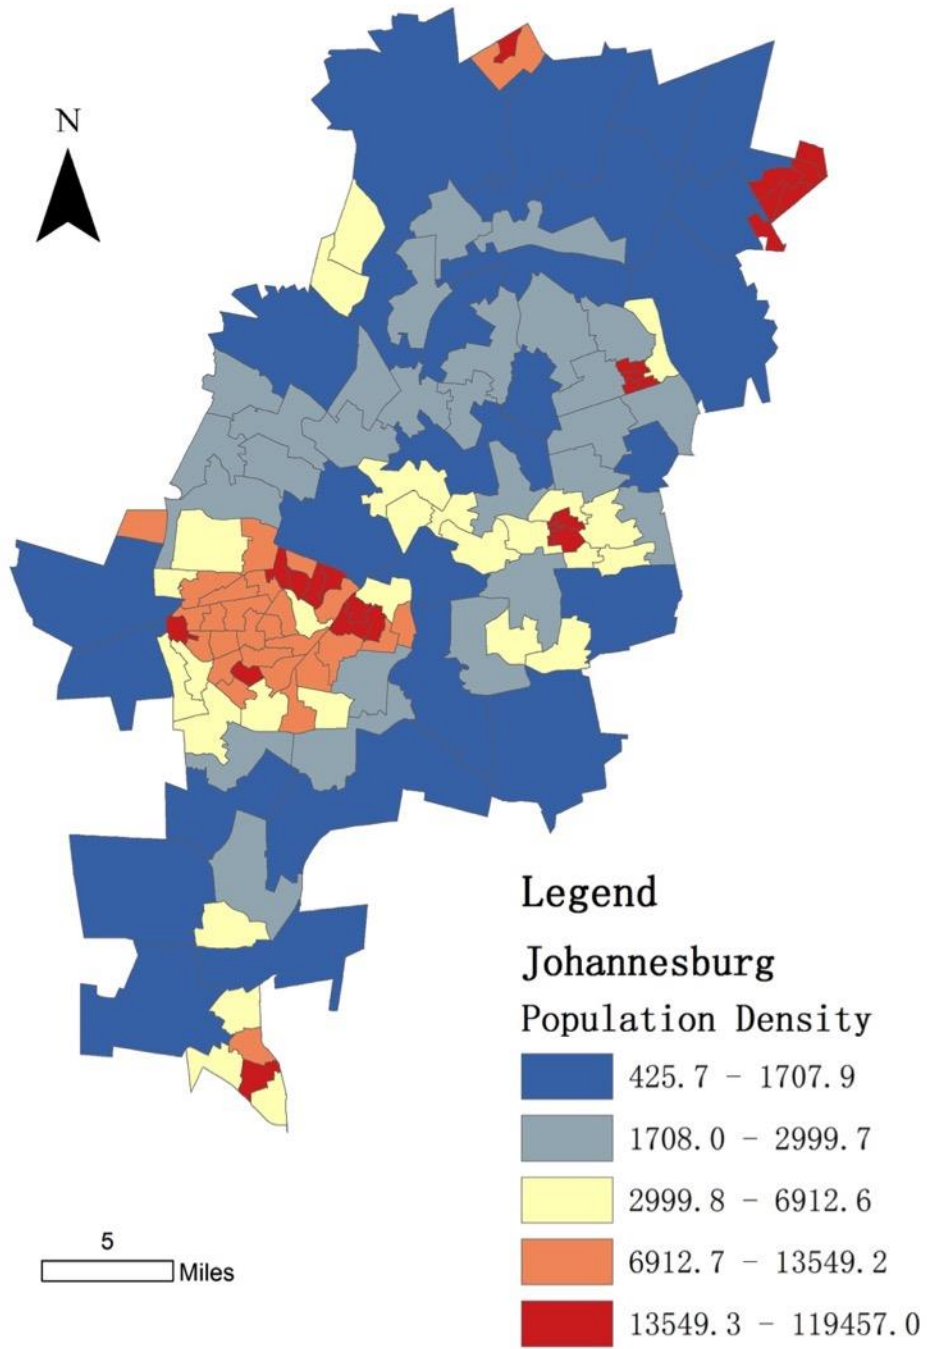 N
Legend
Johannesburg
Population Density
425.7 - 1707.9
1708.0 - 2999.7
2999.8 - 6912.6
6912.7 - 13549.2
13549.3 - 119457.0
5
Miles